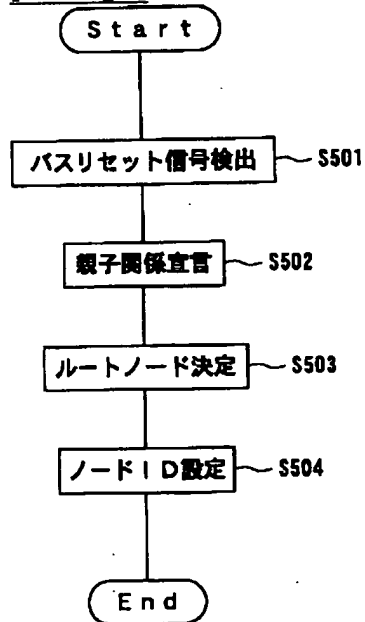 Start
バスリセット信号検出 S501
親子関係宣言 S502
ルートノード決定 S503
ノードID設定 S504
End